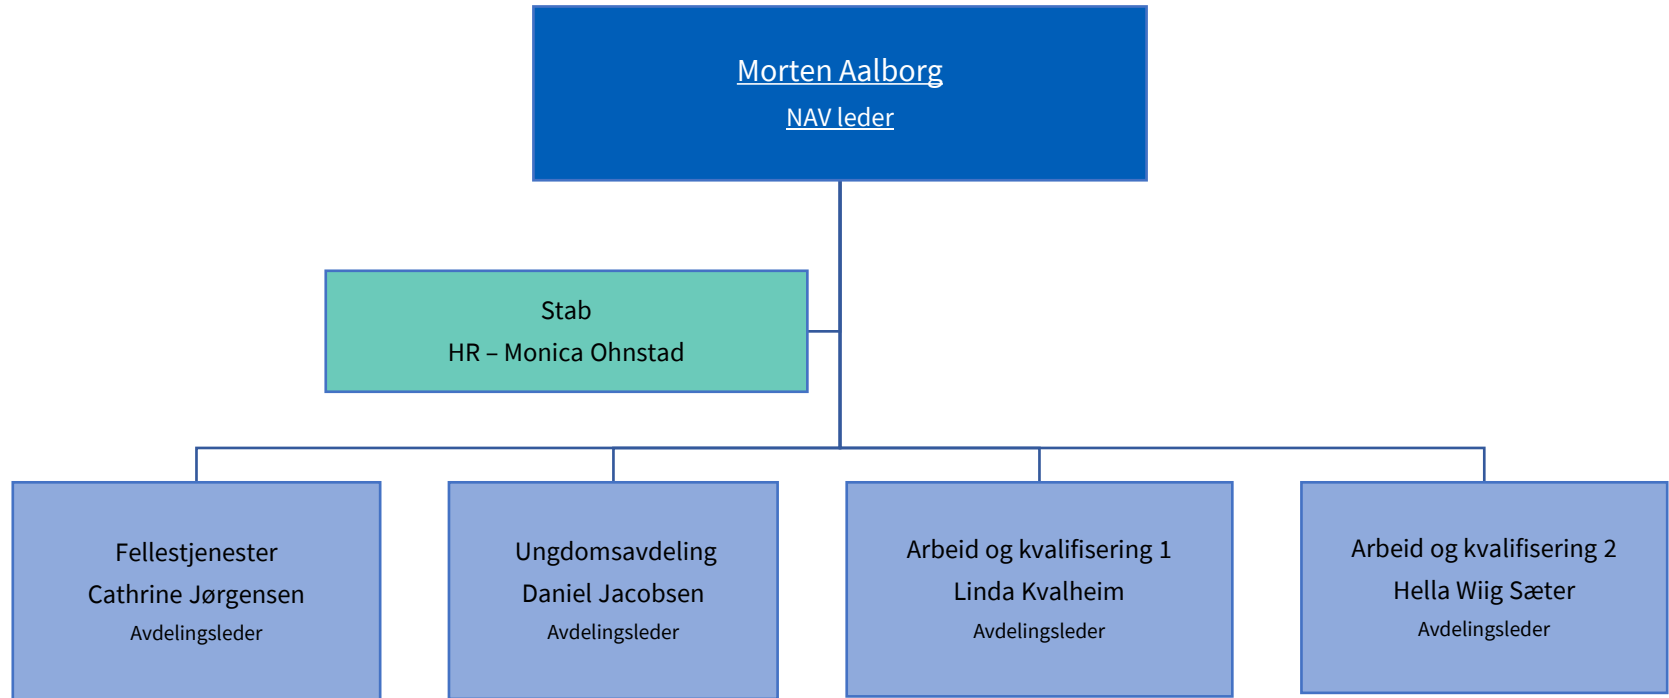 Morten Aalborg
NAV leder
Stab
HR – Monica Ohnstad
Fellestjenester
Cathrine Jørgensen
Avdelingsleder
Ungdomsavdeling
Daniel Jacobsen
Avdelingsleder
Arbeid og kvalifisering 1
Linda Kvalheim
Avdelingsleder
Arbeid og kvalifisering 2
Hella Wiig Sæter
Avdelingsleder